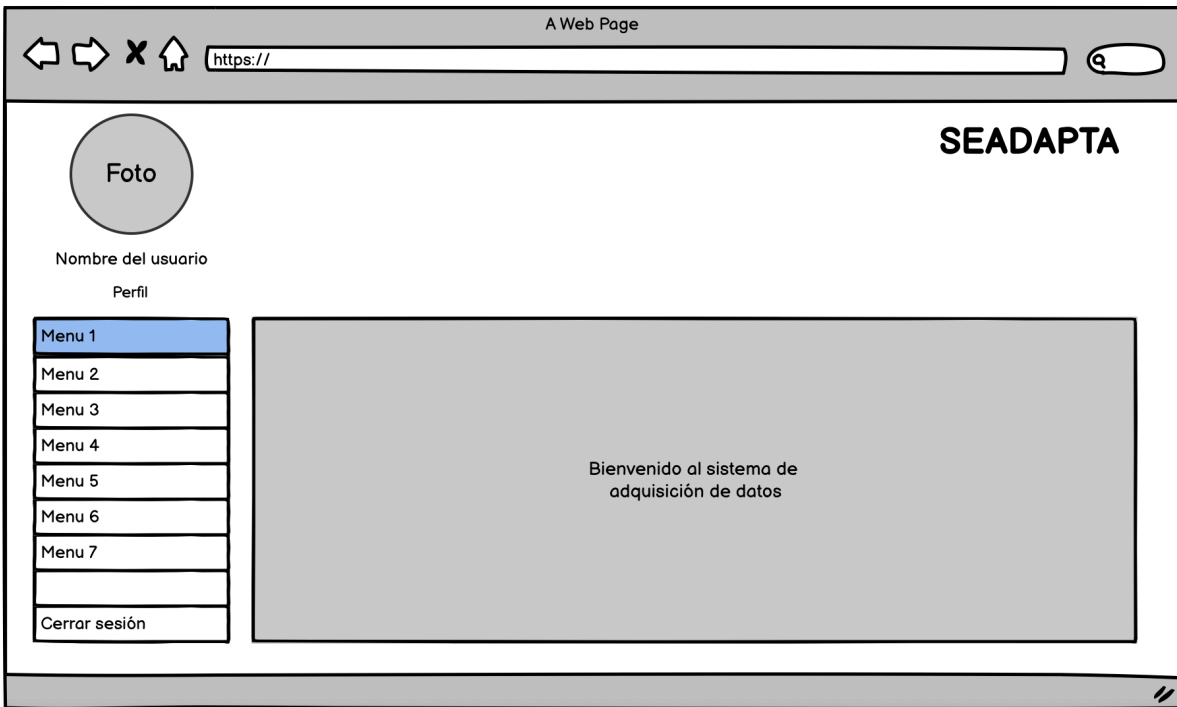 A Web Page
https://
SEADAPTA
Foto
Nombre del usuario
Perfil
Menu 1
Menu 2
Menu 3
Menu 4
Menu 5
Menu 6
Menu 7
Cerrar sesión
Bienvenido al sistema de
adquisición de datos